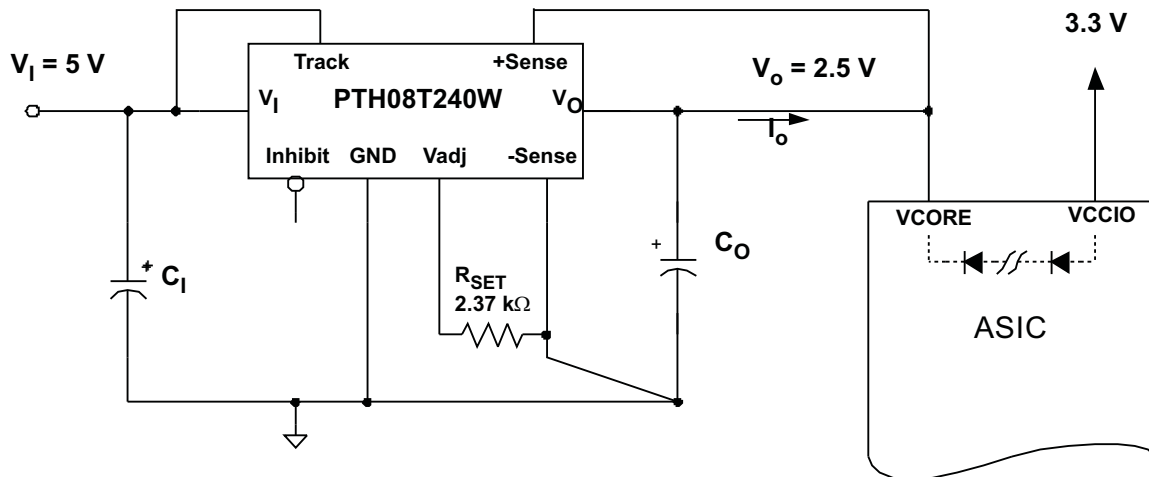 3.3 V
V_I = 5 V
Track
+Sense
V_I
PTH08T240W
V_O
V_o = 2.5 V
I_o
Inhibit
GND
Vadj
-Sense
VCORE
VCCIO
+
C_I
R_SET
2.37 kΩ
+
C_O
ASIC